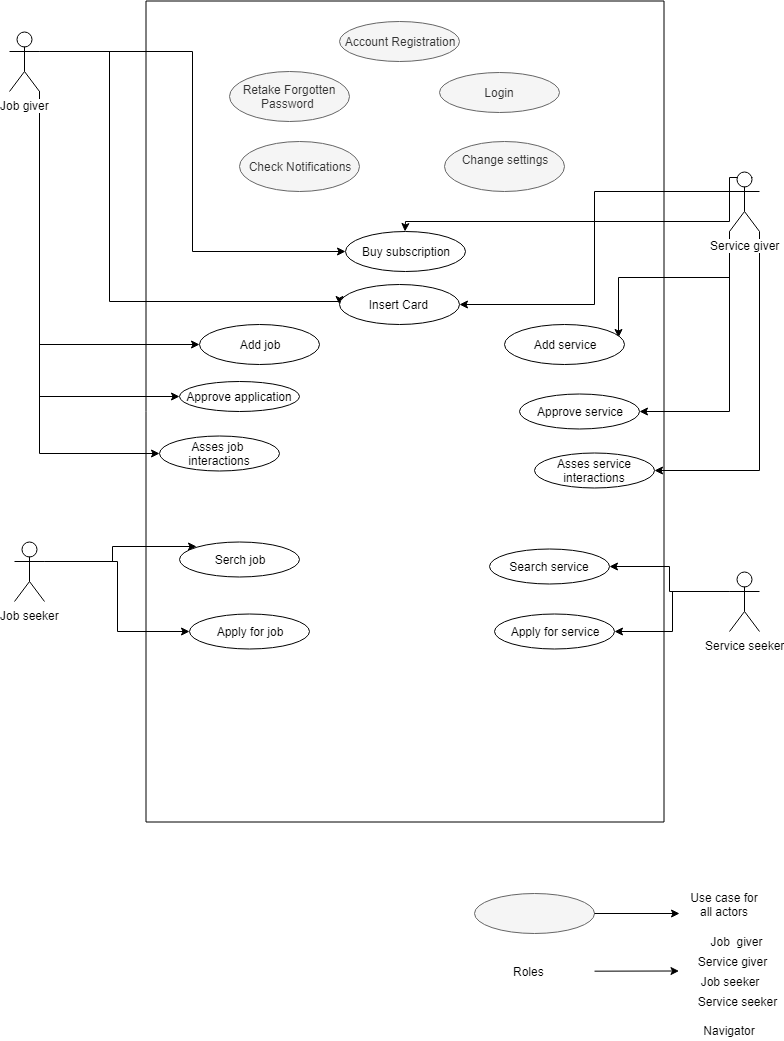 Account Registration
Retake Forgotten
Password
Login
Job giver
Check Notifications
Change settings
Service giver
Buy subscription
Insert Card
Add job
Add service
Approve application
Approve service
Asses job
interactions
Asses service
interactions
Serch job
Search service
Job seeker
Apply for job
Apply for service
Service seeker
Use case for
all actors
Job giver
Roles
Service giver
Job seeker
Service seeker
Navigator